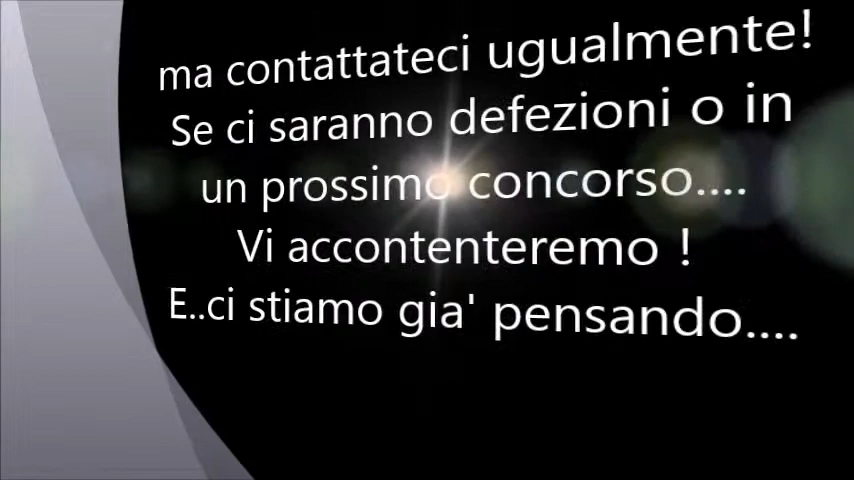 ma contattateci ugualmente!
Se ci saranno defezioni o in
un prossimo concorso....
Vi accontenteremo !
E..ci stiamo gia' pensando....